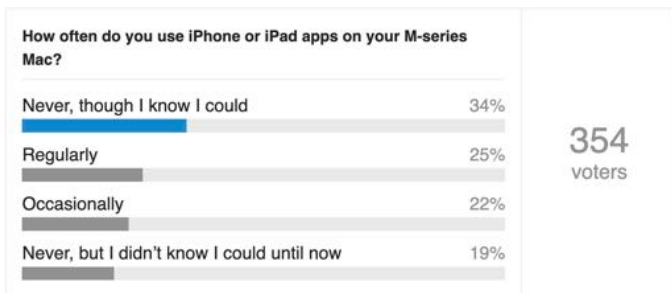 How often do you use iPhone or iPad apps on your M-series
Mac?
Never, though I know I could 34%
Regularly 25%
Occasionally 22%
Never, but I didn't know I could until now 19%
354
voters